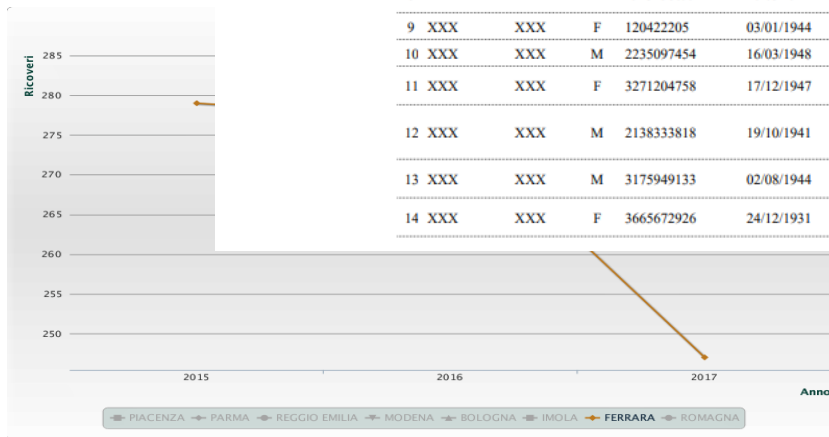 9 XXX XXX F 120422205 03/01/1944
10 XXX XXX M 2235097454 16/03/1948
11 XXX XXX F 3271204758 17/12/1947
12 XXX XXX M 2138333818 19/10/1941
13 XXX XXX M 3175949133 02/08/1944
14 XXX XXX F 3665672926 24/12/1931
Ricoveri
285
280
275
270
265
260
255
250
2015 2016 2017
Anno
PIACENZA PARMA REGGIO EMILIA MODENA BOLOGNA IMOLA FERRARA ROMAGNA